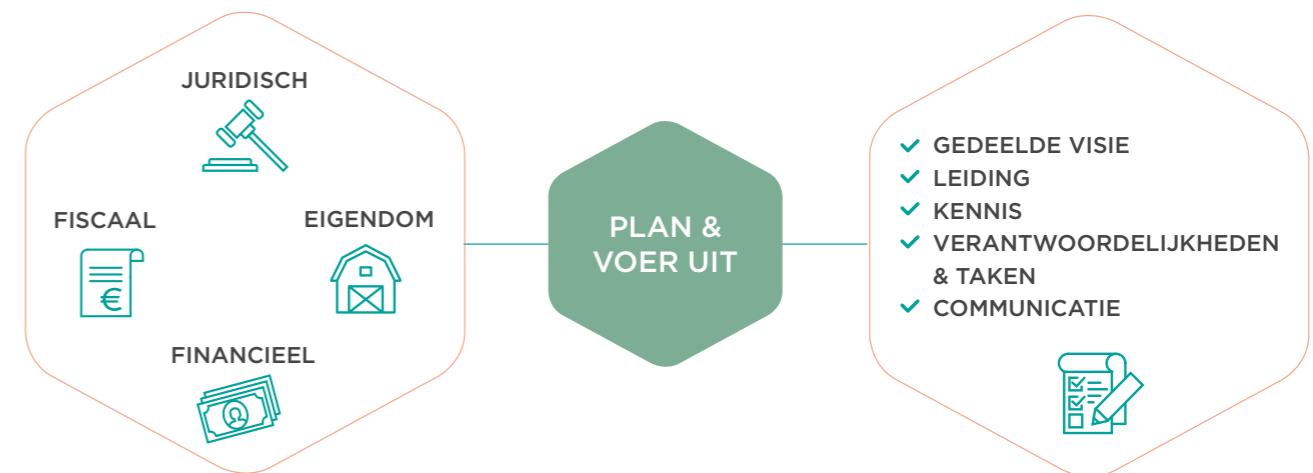 JURIDISCH
FISCAAL
€
EIGENDOM
FINANCIEEL
PLAN &
VOER UIT
GEDEELDE VISIE
LEIDING
KENNIS
VERANTWOORDELIJKHEDEN
& TAKEN
COMMUNICATIE